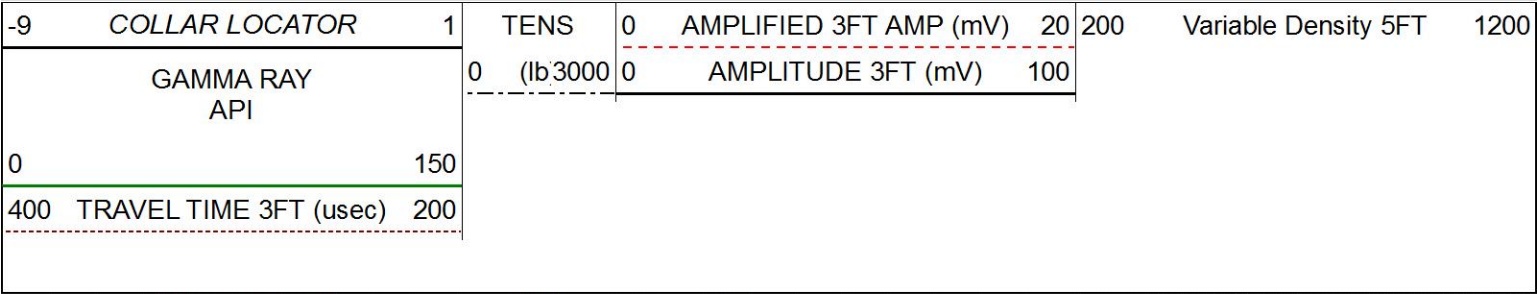 -9 COLLAR LOCATOR 1 TENS 0 AMPLIFIED 3FT AMP (mV) 20 200 Variable Density 5FT 1200
GAMMA RAY 0 (lb 3000 0 AMPLITUDE 3FT (mV) 100
API
0 150
400 TRAVEL TIME 3FT (usec) 200